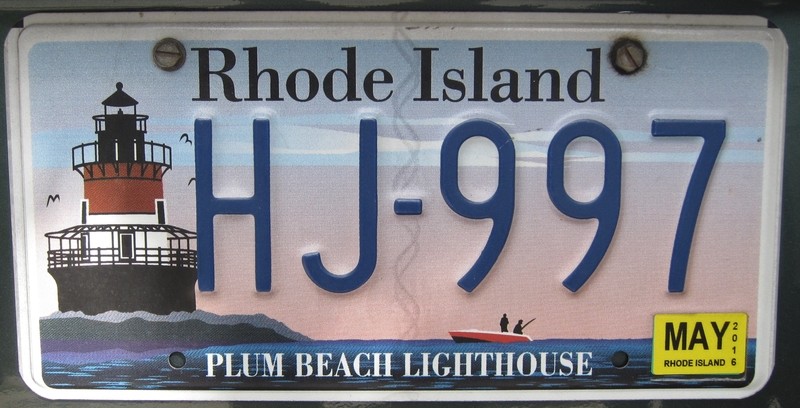 Rhode Island
HJ-997
PLUM BEACH LIGHTHOUSE
MAY 2016
RHODE ISLAND